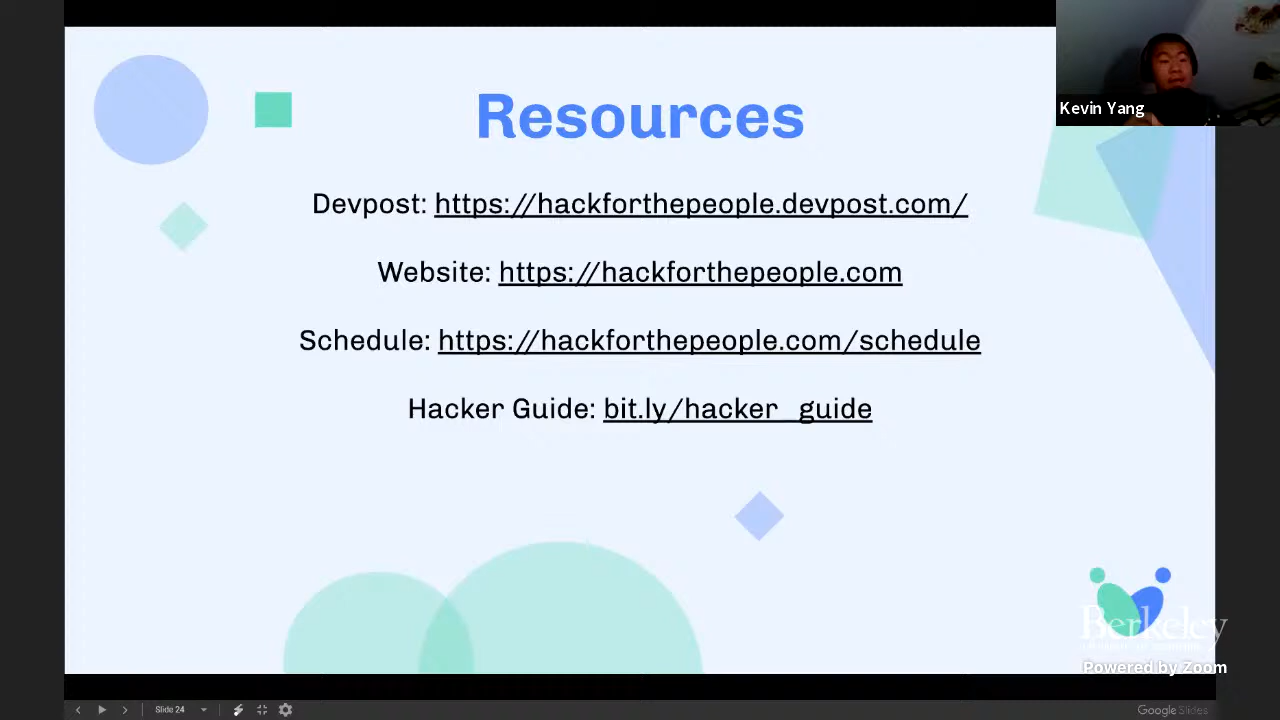 Resources
Kevin Yang
Devpost: https://hackforthepeople.devpost.com/
Website: https://hackforthepeople.com
Schedule: https://hackforthepeople.com/schedule
Hacker Guide: bit.ly/hacker_guide
Berkeley
Powered by Zoom
Slide 24
Google Slides